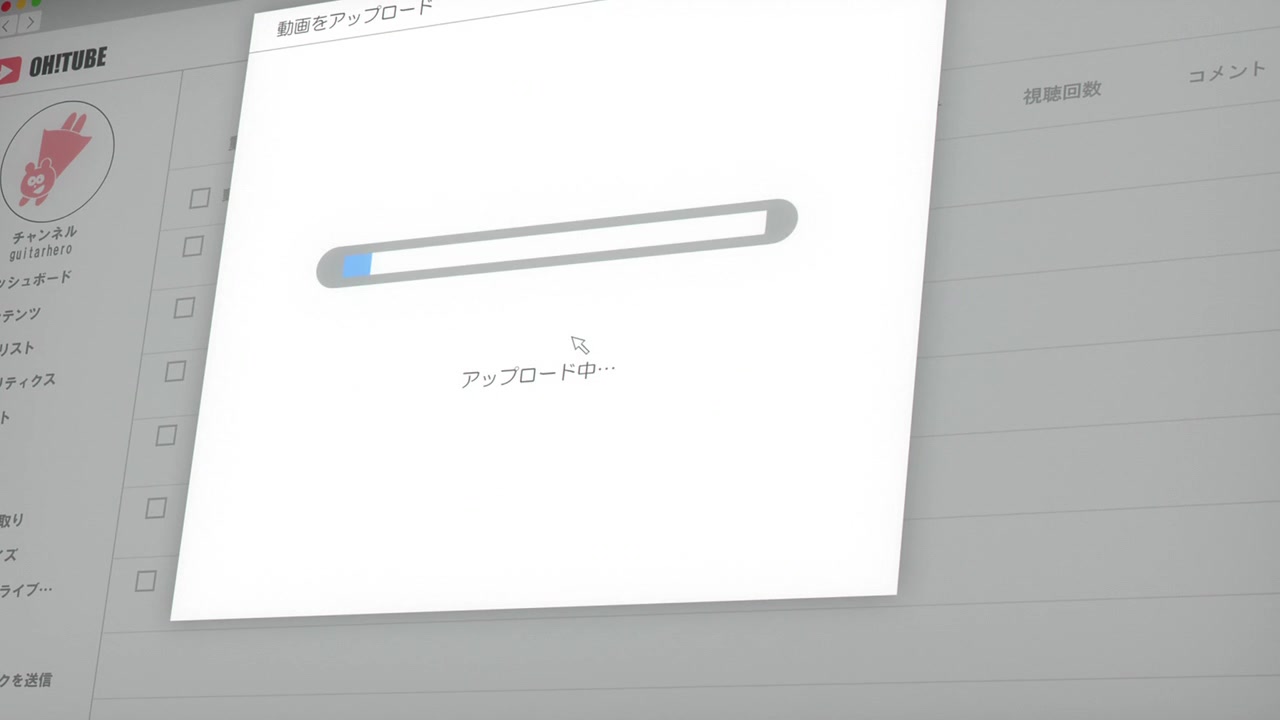 動画をアップロード
OH!TUBE
視聴回数
コメント
チャンネル
guitarhero
ッシュボード
テンツ
リスト
リティクス
ト
アップロード中…
取り
イズ
ライブ…
クを送信